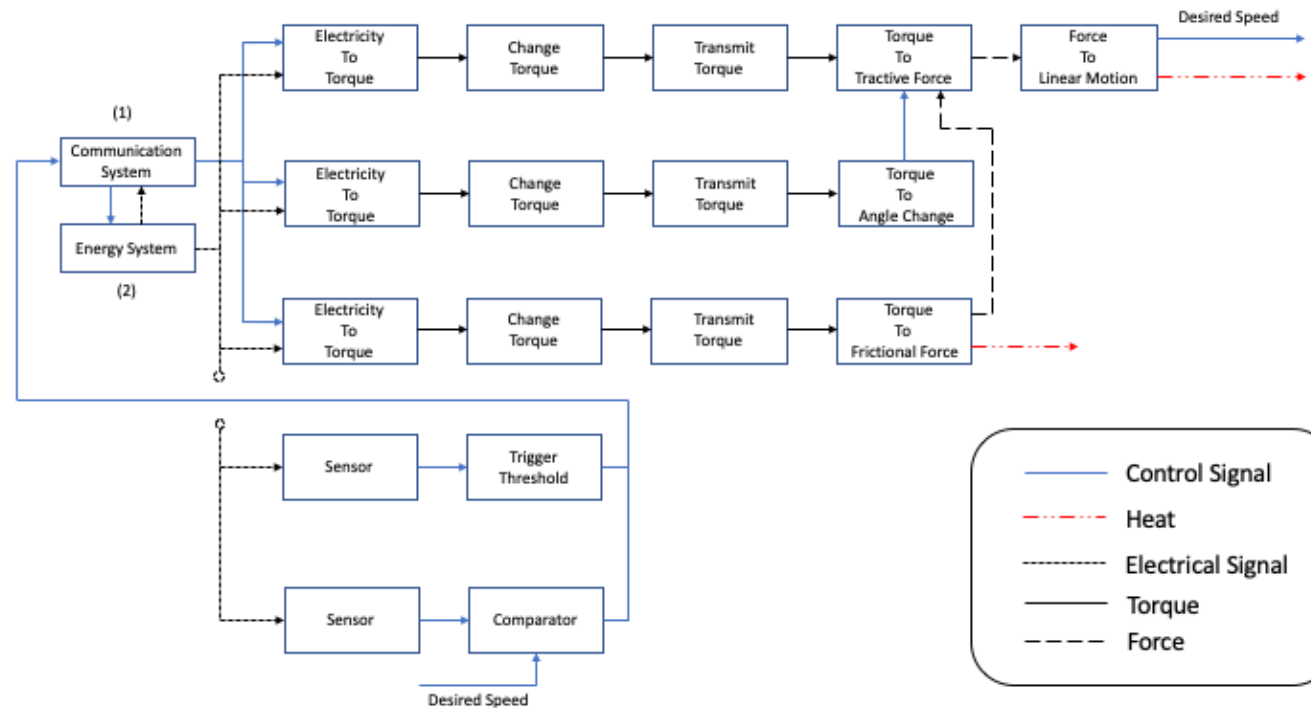 Desired Speed
Electricity
To
Torque
Change
Torque
Transmit
Torque
Torque
To
Tractive Force
Force
To
Linear Motion
(1)
Communication
System
Energy System
(2)
Electricity
To
Torque
Change
Torque
Transmit
Torque
Torque
To
Angle Change
Electricity
To
Torque
Change
Torque
Transmit
Torque
Torque
To
Frictional Force
Sensor
Trigger
Threshold
Sensor
Comparator
Desired Speed
Control Signal
Heat
Electrical Signal
Torque
Force